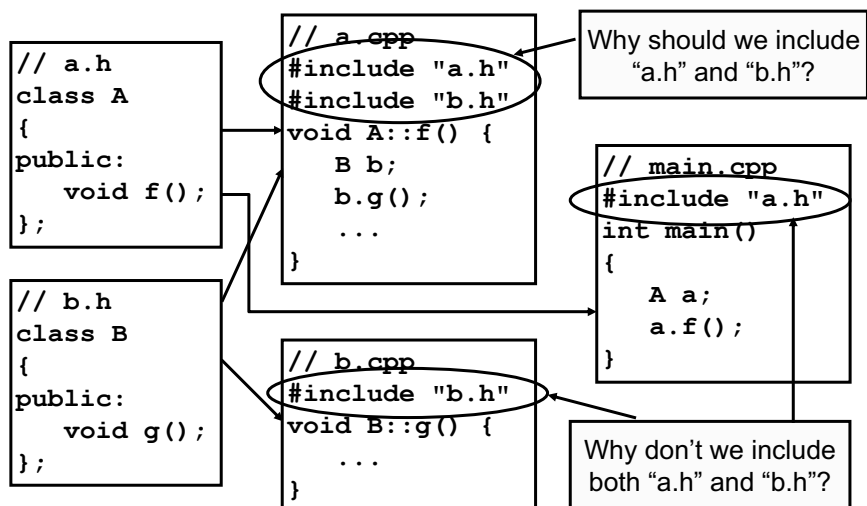 // a.h
class A
{
public:
   void f();
};
// b.h
class B
{
public:
   void g();
};
// a.cpp
#include "a.h"
#include "b.h"
void A::f() {
   B b;
   b.g();
   ...
}
// b.cpp
#include "b.h"
void B::g() {
   ...
}
Why should we include
“a.h” and “b.h”?
// main.cpp
#include "a.h"
int main()
{
   A a;
   a.f();
}
Why don’t we include
both “a.h” and “b.h”?